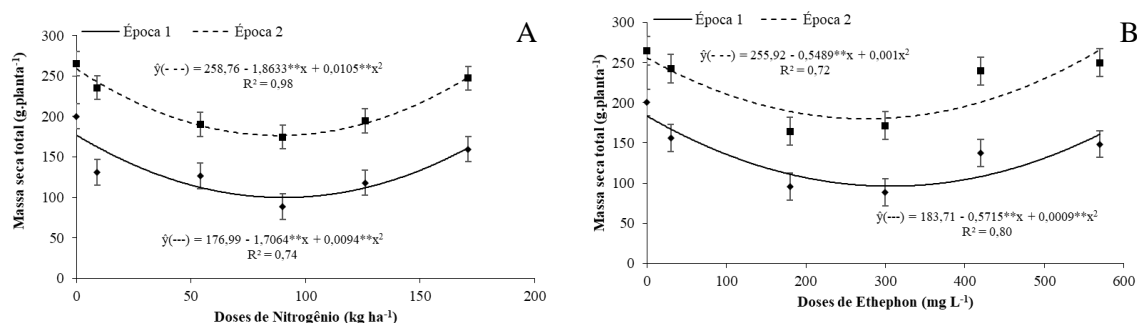 Época 1 Época 2
A
ŷ(---) = 258,76 - 1,8633**x + 0,0105**x²
R² = 0,98
ŷ(---) = 176,99 - 1,7064**x + 0,0094**x²
R² = 0,74
Massa seca total (g.planta⁻¹)
300
250
200
150
100
50
0
0 50 100 150 200
Doses de Nitrogênio (kg ha⁻¹)
Época 1 Época 2
B
ŷ(---) = 255,92 - 0,5489**x + 0,001x²
R² = 0,72
ŷ(---) = 183,71 - 0,5715**x + 0,0009**x²
R² = 0,80
Massa seca total (g.planta⁻¹)
300
250
200
150
100
50
0
0 100 200 300 400 500 600
Doses de Ethephon (mg L⁻¹)